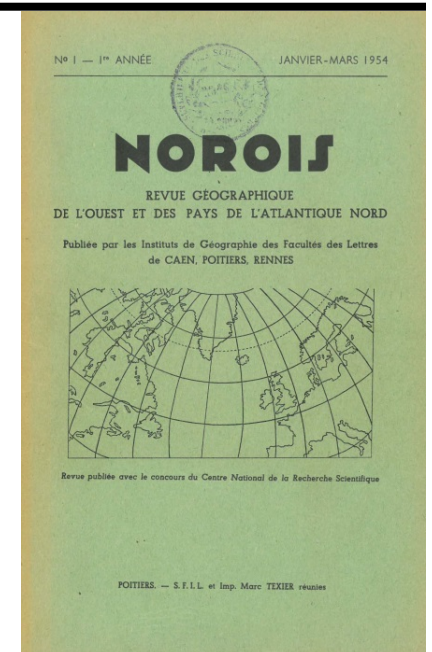 Nº 1 — 1re ANNÉE JANVIER-MARS 1954
NOROIS
REVUE GÉOGRAPHIQUE
DE L'OUEST ET DES PAYS DE L'ATLANTIQUE NORD
Publiée par les Instituts de Géographie des Facultés des Lettres
de CAEN, POITIERS, RENNES
Revue publiée avec le concours du Centre National de la Recherche Scientifique
POITIERS. — S. F. I. L. et Imp. Marc TEXIER réunies